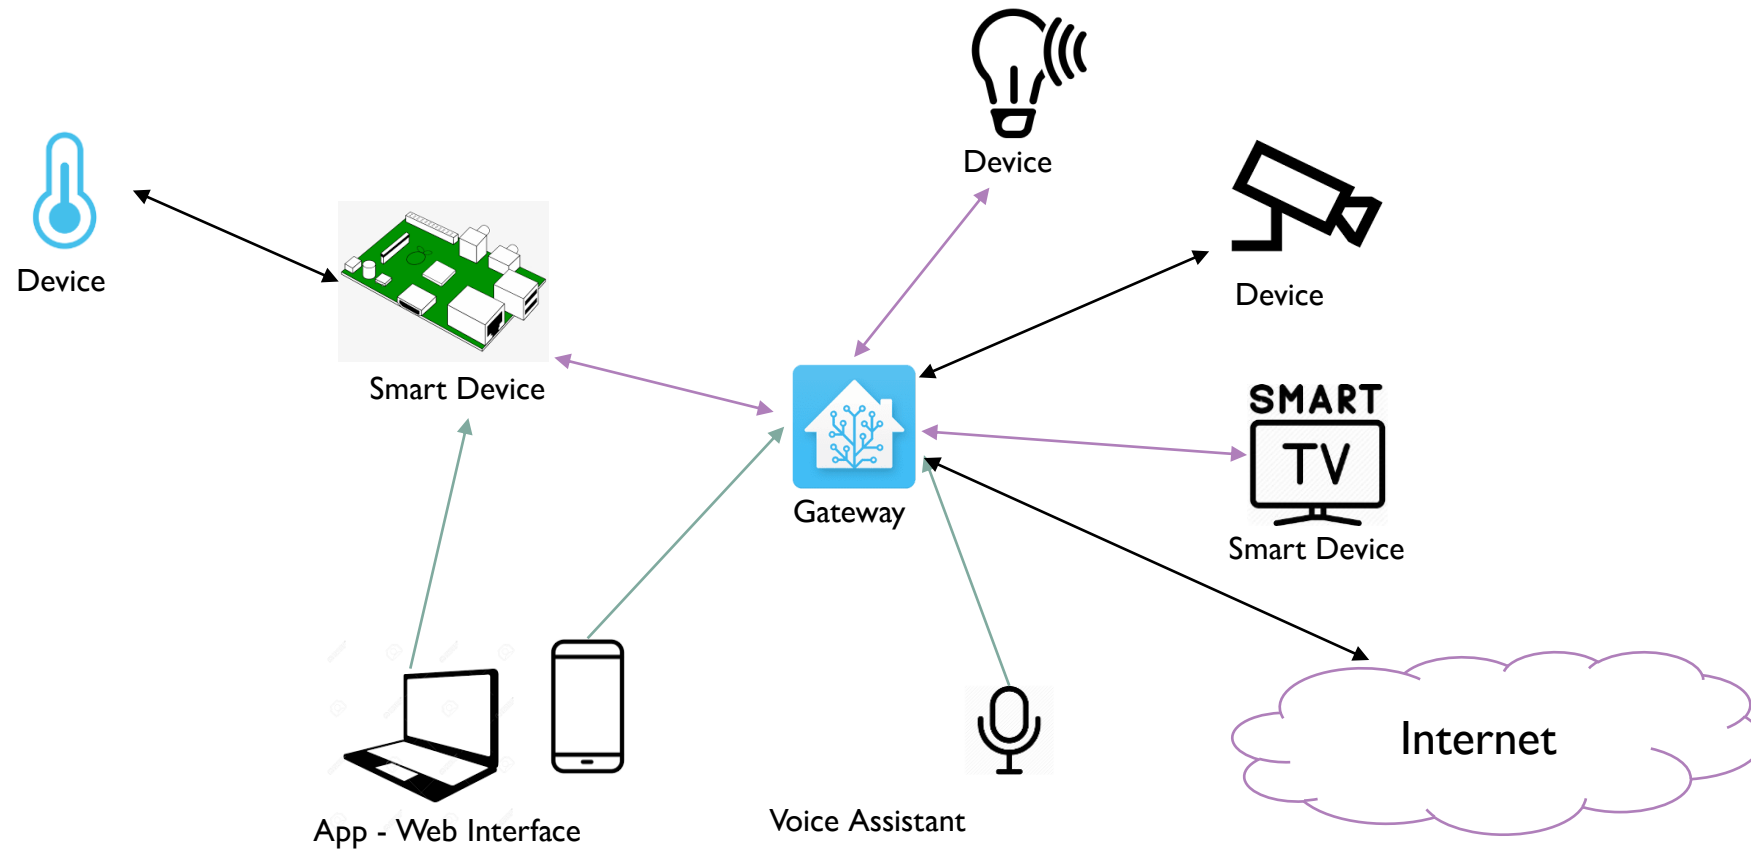 Device
Device
Device
Smart Device
SMART
TV
Gateway
Smart Device
Internet
App - Web Interface
Voice Assistant